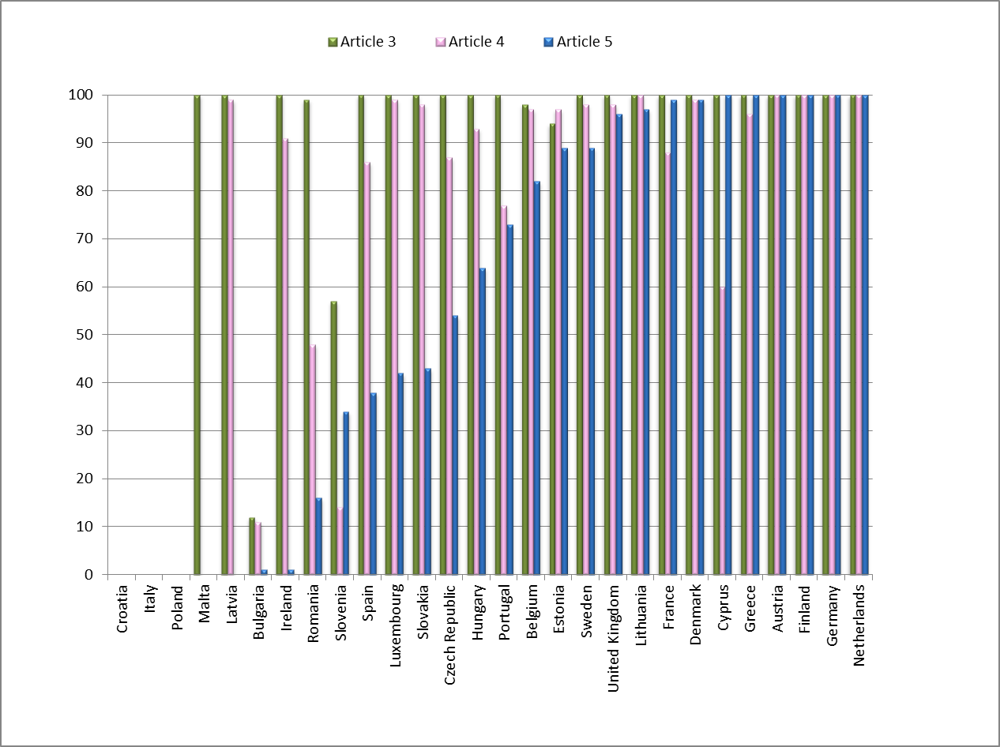 Article 3 Article 4 Article 5
100
90
80
70
60
50
40
30
20
10
0
Croatia
Italy
Poland
Malta
Latvia
Bulgaria
Ireland
Romania
Slovenia
Spain
Luxembourg
Slovakia
Czech Republic
Hungary
Portugal
Belgium
Estonia
Sweden
United Kingdom
Lithuania
France
Denmark
Cyprus
Greece
Austria
Finland
Germany
Netherlands